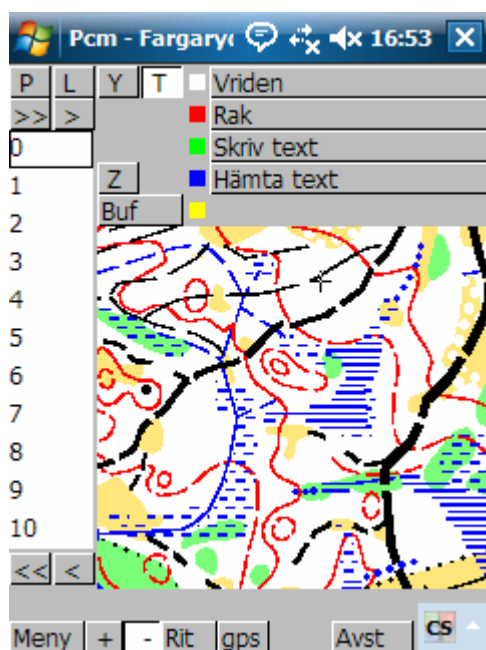 Pcm - Fargary 16:53
P L Y T Vriden
>> > Rak
0 Skriv text
1 Z Hämta text
2 Buf
3
4
5
6
7
8
9
10
<< <
Meny + - Rit gps Avst CS